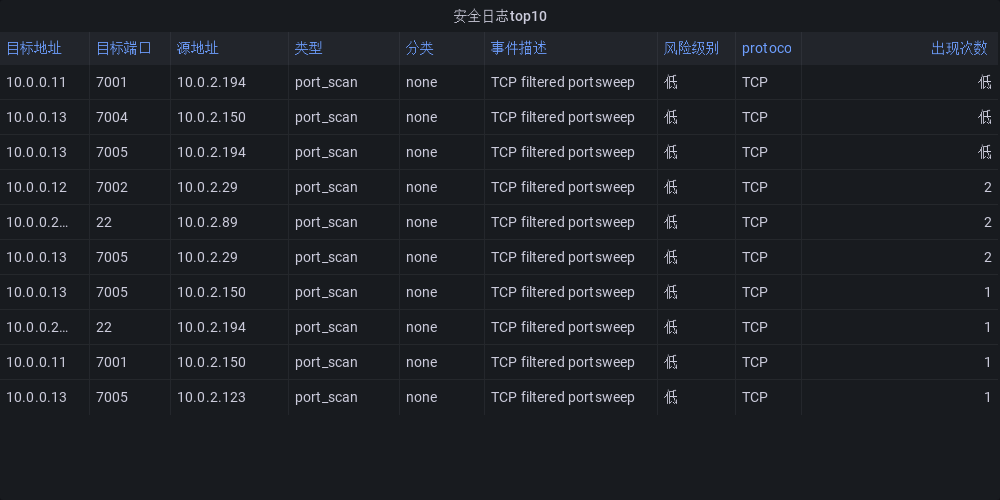 安全日志top10
目标地址 目标端口 源地址 类型 分类 事件描述 风险级别 protoco 出现次数
10.0.0.11 7001 10.0.2.194 port_scan none TCP filtered portsweep 低 TCP 低
10.0.0.13 7004 10.0.2.150 port_scan none TCP filtered portsweep 低 TCP 低
10.0.0.13 7005 10.0.2.194 port_scan none TCP filtered portsweep 低 TCP 低
10.0.0.12 7002 10.0.2.29 port_scan none TCP filtered portsweep 低 TCP 2
10.0.0.2... 22 10.0.2.89 port_scan none TCP filtered portsweep 低 TCP 2
10.0.0.13 7005 10.0.2.29 port_scan none TCP filtered portsweep 低 TCP 2
10.0.0.13 7005 10.0.2.150 port_scan none TCP filtered portsweep 低 TCP 1
10.0.0.2... 22 10.0.2.194 port_scan none TCP filtered portsweep 低 TCP 1
10.0.0.11 7001 10.0.2.150 port_scan none TCP filtered portsweep 低 TCP 1
10.0.0.13 7005 10.0.2.123 port_scan none TCP filtered portsweep 低 TCP 1